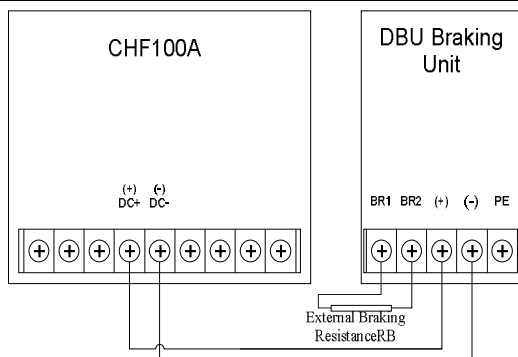 CHF100A
(+) (-)
DC+ DC-
DBU Braking
Unit
BR1 BR2 (+) (-) PE
External Braking
ResistanceRB